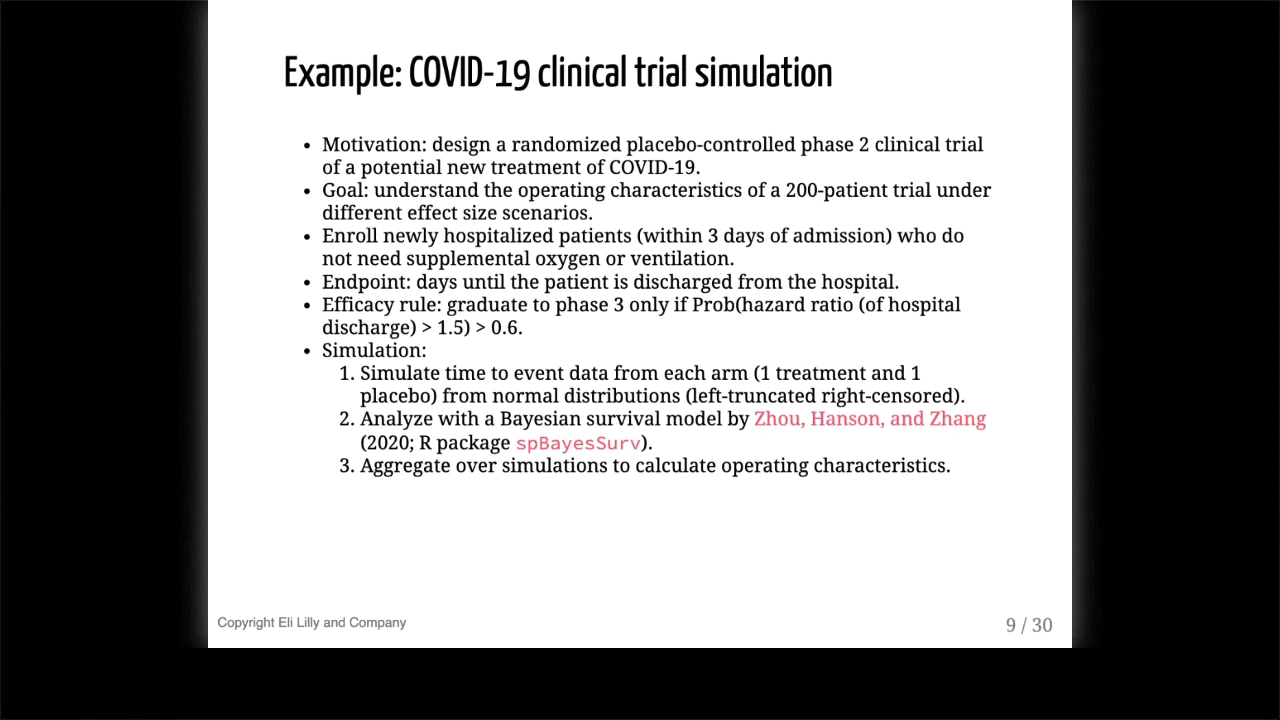 Example: COVID-19 clinical trial simulation
• Motivation: design a randomized placebo-controlled phase 2 clinical trial
of a potential new treatment of COVID-19.
• Goal: understand the operating characteristics of a 200-patient trial under
different effect size scenarios.
• Enroll newly hospitalized patients (within 3 days of admission) who do
not need supplemental oxygen or ventilation.
• Endpoint: days until the patient is discharged from the hospital.
• Efficacy rule: graduate to phase 3 only if Prob(hazard ratio (of hospital
discharge) > 1.5) > 0.6.
• Simulation:
1. Simulate time to event data from each arm (1 treatment and 1
placebo) from normal distributions (left-truncated right-censored).
2. Analyze with a Bayesian survival model by Zhou, Hanson, and Zhang
(2020; R package spBayesSurv).
3. Aggregate over simulations to calculate operating characteristics.
Copyright Eli Lilly and Company
9 / 30